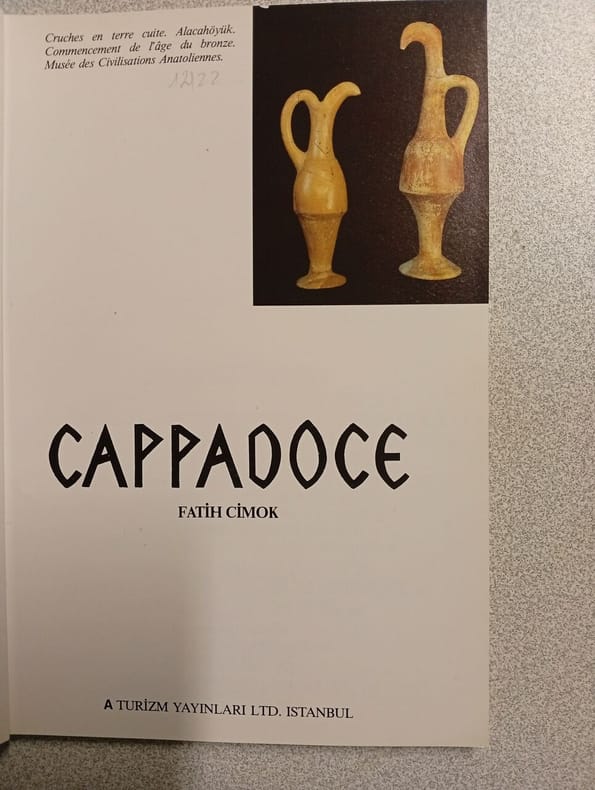 Cruches en terre cuite. Alacahöyük.
Commencement de l'âge du bronze.
Musée des Civilisations Anatoliennes.
CAPPADOCE
FATİH CİMOK
A TURİZM YAYINLARI LTD. ISTANBUL